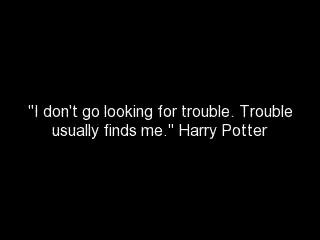 "I don't go looking for trouble. Trouble
usually finds me." Harry Potter